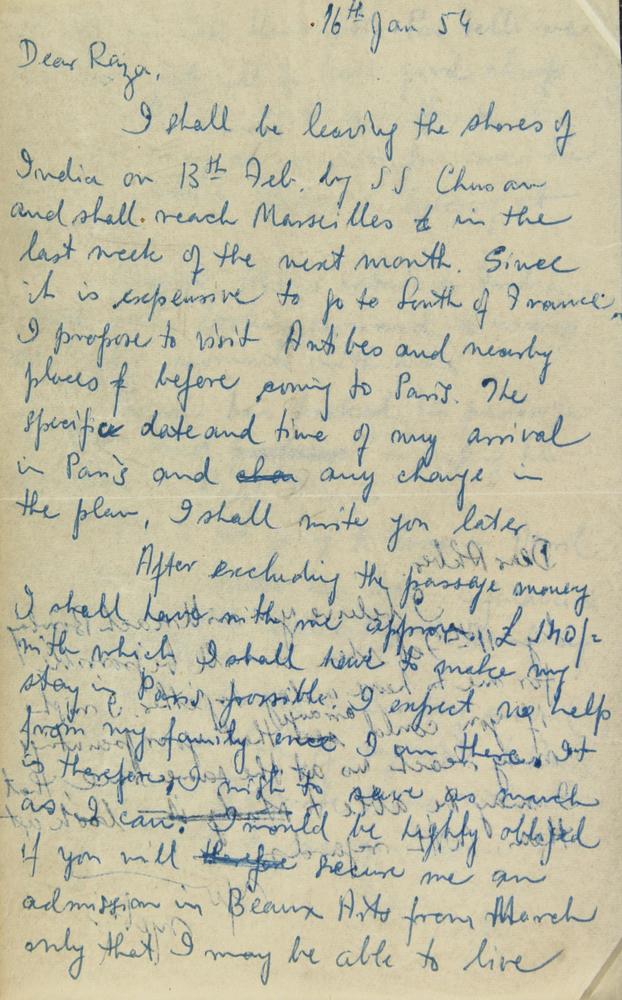 16th Jan 54
Dear Raza,
I shall be leaving the shores of
India on 13th Feb. by SS Chusan
and shall reach Marseilles in the
last week of the next month. Since
it is expensive to go to South of France,
I propose to visit Antibes and nearby
places before coming to Paris. The
specific date and time of my arrival
in Paris and any change in
the plan, I shall write you later.
After excluding the passage money
I shall have with me approx. £ 140/-
with which I shall have to make my
stay in Paris possible. I expect no help
from my family once I am there. It
is therefore I wish to save as much
as I can. I would be highly obliged
if you will secure me an
admission in Beaux Arts from March
only that I may be able to live